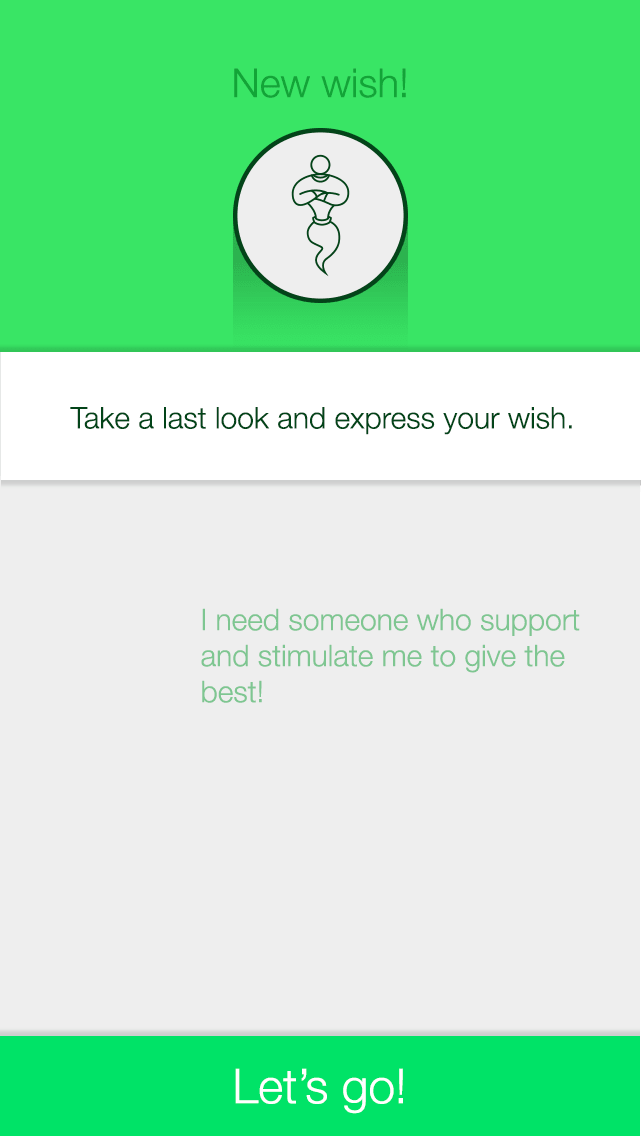 New wish!
Take a last look and express your wish.
I need someone who support
and stimulate me to give the
best!
Let’s go!